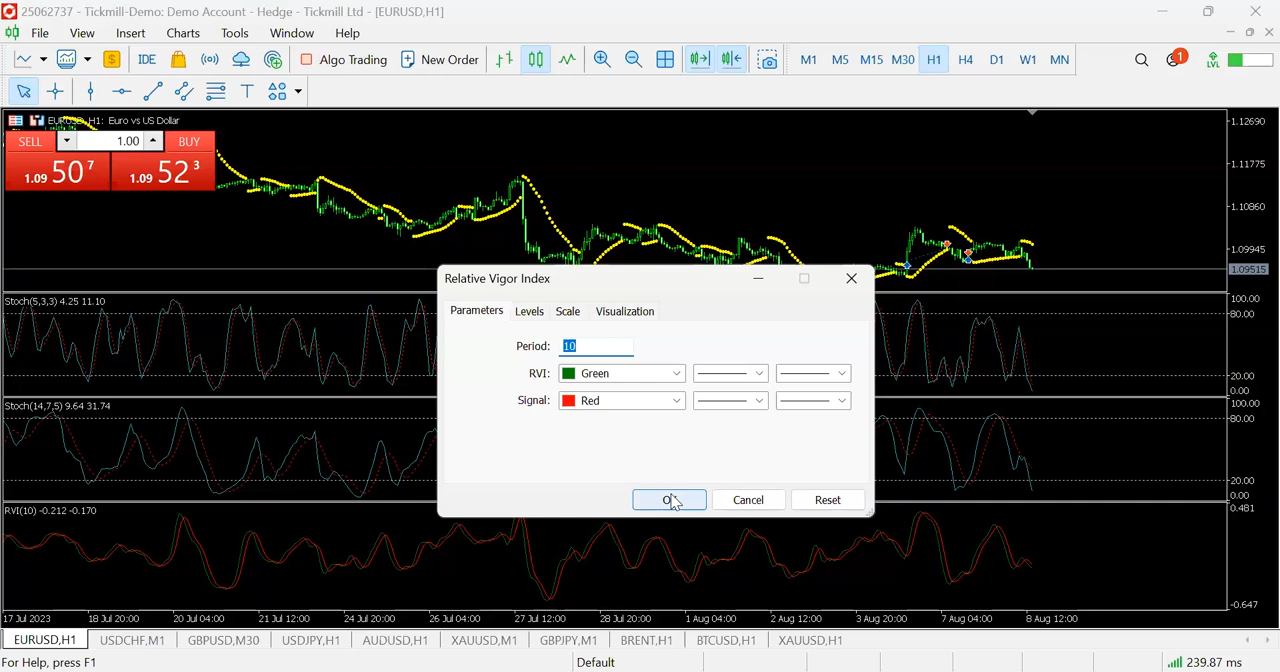 25062737 - Tickmill-Demo: Demo Account - Hedge - Tickmill Ltd - [EURUSD,H1]
File View Insert Charts Tools Window Help
IDE Algo Trading New Order M1 M5 M15 M30 H1 H4 D1 W1 MN 1 LVL
T
H1: Euro vs US Dollar
SELL 1.00 BUY
1.09 50 7 1.09 52 3
1.12690
1.11775
1.10860
1.09945
1.09515
Relative Vigor Index
Parameters Levels Scale Visualization
Period: 10
RVI: Green
Signal: Red
Cancel Reset
Stoch(5,3,3) 4.25 11.10
100.00
80.00
20.00
0.00
Stoch(14,7,5) 9.64 31.74
100.00
80.00
20.00
0.00
RVI(10) -0.212 -0.170
0.481
-0.647
17 Jul 2023 18 Jul 20:00 20 Jul 04:00 21 Jul 12:00 24 Jul 20:00 26 Jul 04:00 27 Jul 12:00 28 Jul 20:00 1 Aug 04:00 2 Aug 12:00 3 Aug 20:00 7 Aug 04:00 8 Aug 12:00
EURUSD,H1 USDCHF,M1 GBPUSD,M30 USDJPY,H1 AUDUSD,H1 XAUUSD,M1 GBPJPY,M1 BRENT,H1 BTCUSD,H1 XAUUSD,H1
For Help, press F1 Default 239.87 ms